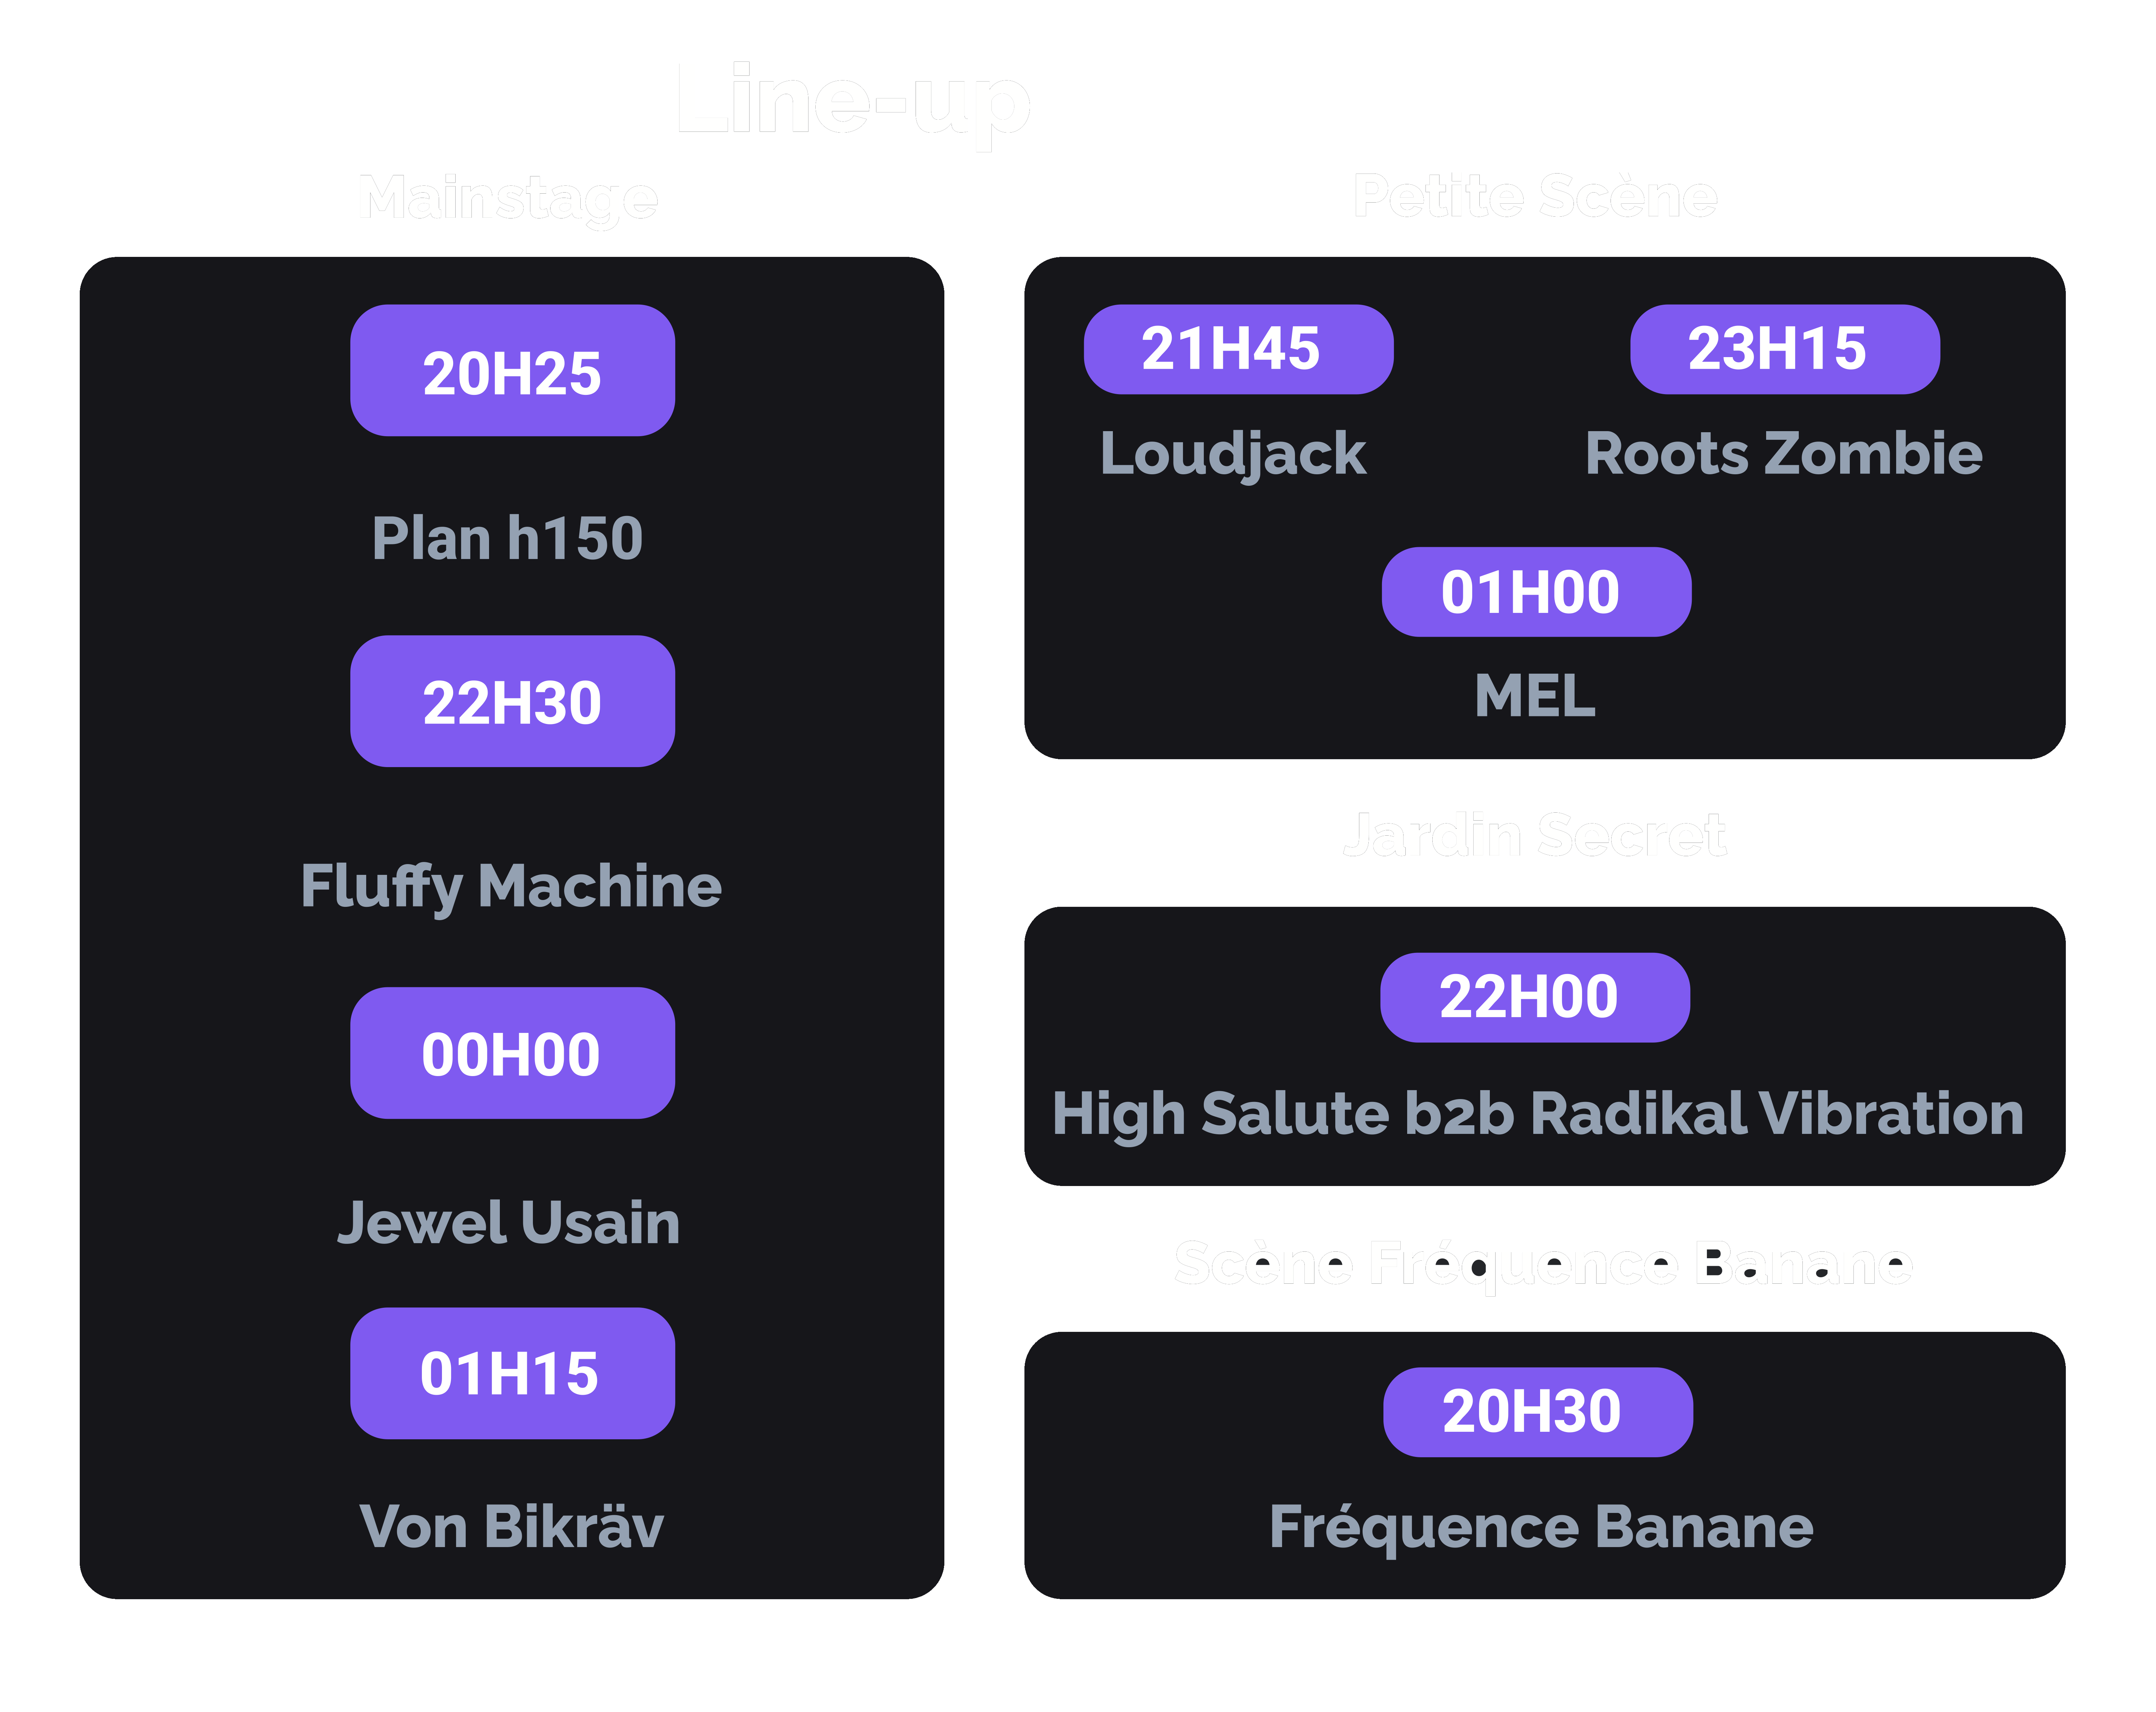 Line-up
Mainstage
20H25
Plan h150
22H30
Fluffy Machine
00H00
Jewel Usain
01H15
Von Bikräv
Petite Scène
21H45
Loudjack
23H15
Roots Zombie
01H00
MEL
Jardin Secret
22H00
High Salute b2b Radikal Vibration
Scène Fréquence Banane
20H30
Fréquence Banane